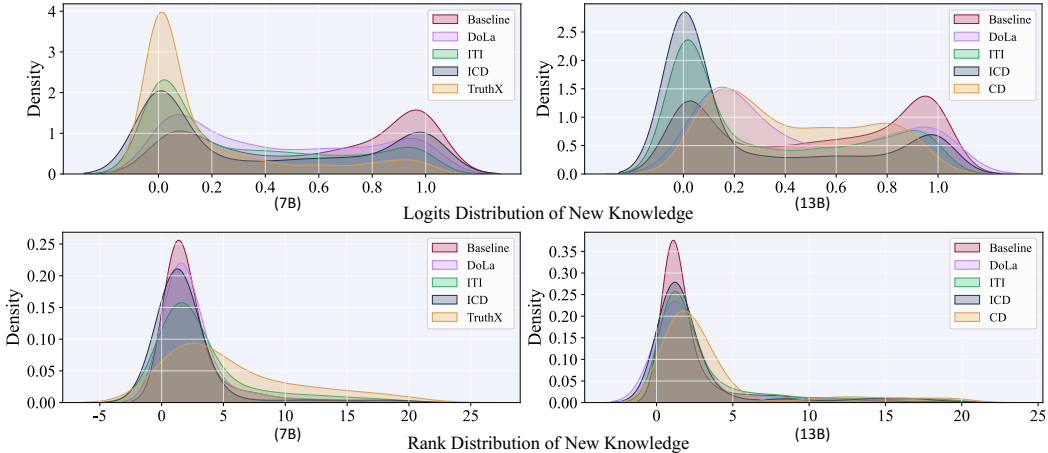 Density
4
3
2
1
0
0.0 0.2 0.4 0.6 0.8 1.0
(7B)
Baseline
DoLa
ITI
ICD
TruthX
Density
2.5
2.0
1.5
1.0
0.5
0.0
0.0 0.2 0.4 0.6 0.8 1.0
(13B)
Baseline
DoLa
ITI
ICD
CD
Logits Distribution of New Knowledge
Density
0.25
0.20
0.15
0.10
0.05
0.00
-5 0 5 10 15 20 25
(7B)
Baseline
DoLa
ITI
ICD
TruthX
Density
0.35
0.30
0.25
0.20
0.15
0.10
0.05
0.00
0 5 10 15 20 25
(13B)
Baseline
DoLa
ITI
ICD
CD
Rank Distribution of New Knowledge